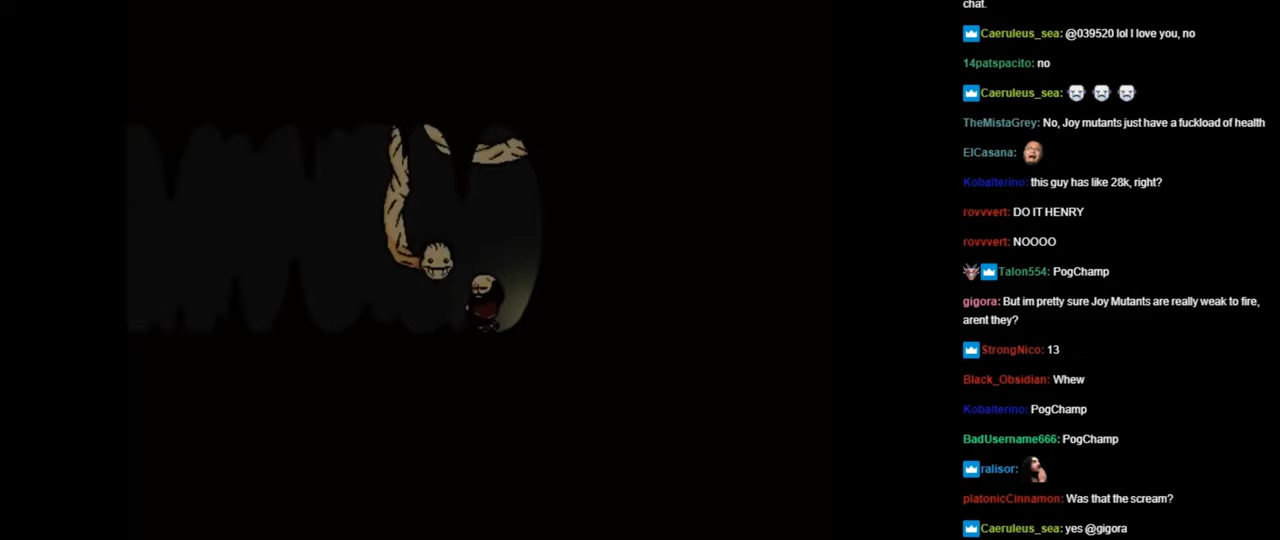 chat.
Caeruleus_sea: @039520 lol I love you, no
14patspacito: no
Caeruleus_sea:
TheMistaGrey: No, Joy mutants just have a fuckload of health
ElCasana:
Kobalterino: this guy has like 28k, right?
rovvvert: DO IT HENRY
rovvvert: NOOOO
Talon554: PogChamp
gigora: But im pretty sure Joy Mutants are really weak to fire,
arent they?
StrongNico: 13
Black_Obsidian: Whew
Kobalterino: PogChamp
BadUsername666: PogChamp
ralisor:
platonicCinnamon: Was that the scream?
Caeruleus_sea: yes @gigora